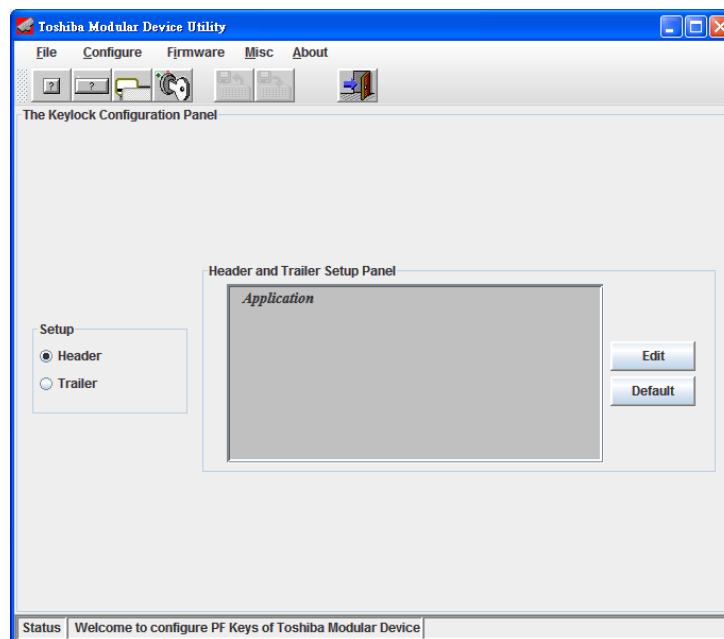 Toshiba Modular Device Utility
File Configure Firmware Misc About
? ?
The Keylock Configuration Panel
Header and Trailer Setup Panel
Application
Setup
Header
Trailer
Edit
Default
Status Welcome to configure PF Keys of Toshiba Modular Device